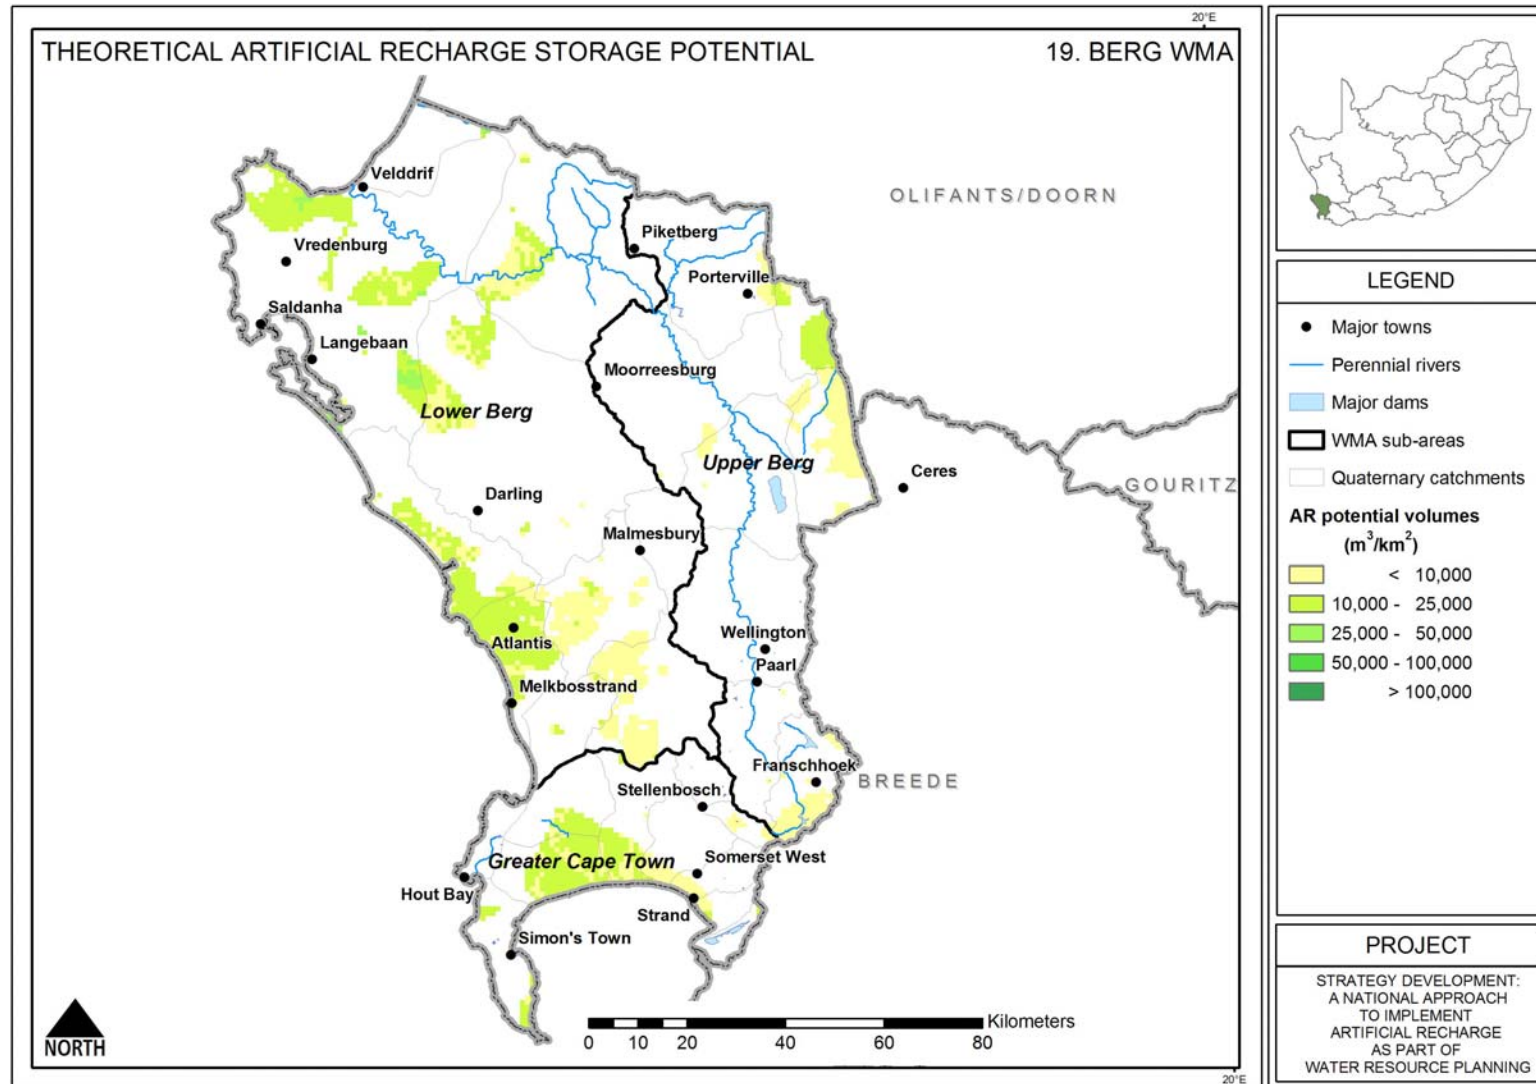 20°E
THEORETICAL ARTIFICIAL RECHARGE STORAGE POTENTIAL
19. BERG WMA
Velddrif
OLIFANTS/DOORN
Piketberg
Vredenburg
Porterville
Saldanha
Langebaan
Moorreesburg
Lower Berg
Upper Berg
Ceres
GOURITZ
Darling
Malmesbury
Wellington
Atlantis
Paarl
Melkbosstrand
Franschhoek
BREEDE
Stellenbosch
Greater Cape Town
Somerset West
Hout Bay
Strand
Simon's Town
NORTH
Kilometers
0 10 20 40 60 80
20°E
LEGEND
Major towns
Perennial rivers
Major dams
WMA sub-areas
Quaternary catchments
AR potential volumes
(m³/km²)
< 10,000
10,000 - 25,000
25,000 - 50,000
50,000 - 100,000
> 100,000
PROJECT
STRATEGY DEVELOPMENT:
A NATIONAL APPROACH
TO IMPLEMENT
ARTIFICIAL RECHARGE
AS PART OF
WATER RESOURCE PLANNING